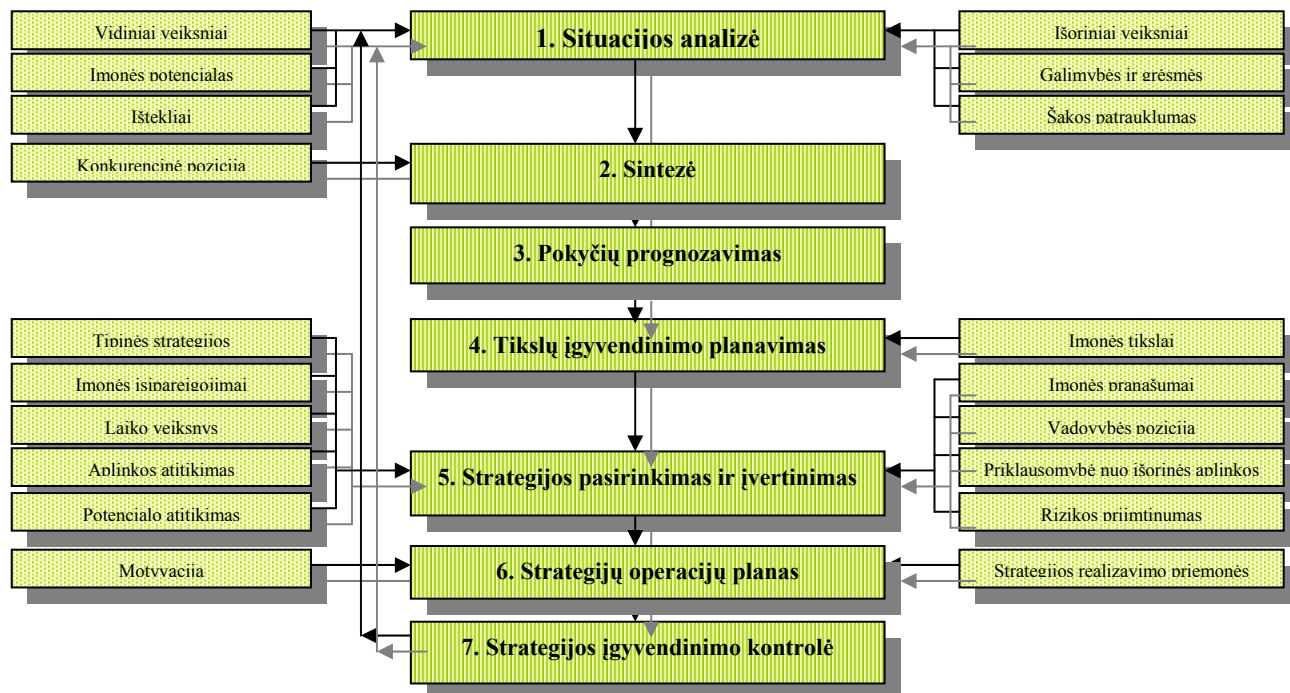 Vidiniai veiksniai
Įmonės potencialas
Ištekliai
Konkurencinė pozicija
1. Situacijos analizė
Išoriniai veiksniai
Galimybės ir grėsmės
Šakos patrauklumas
2. Sintezė
3. Pokyčių prognozavimas
4. Tikslų įgyvendinimo planavimas
Tipinės strategijos
Įmonės įsipareigojimai
Laiko veiksnys
Aplinkos atitikimas
Potencialo atitikimas
Motyvacija
Įmonės tikslai
Įmonės pranašumai
Vadovybės pozicija
Priklausomybė nuo išorinės aplinkos
Rizikos priimtinumas
Strategijos realizavimo priemonės
5. Strategijos pasirinkimas ir įvertinimas
6. Strategijų operacijų planas
7. Strategijos įgyvendinimo kontrolė